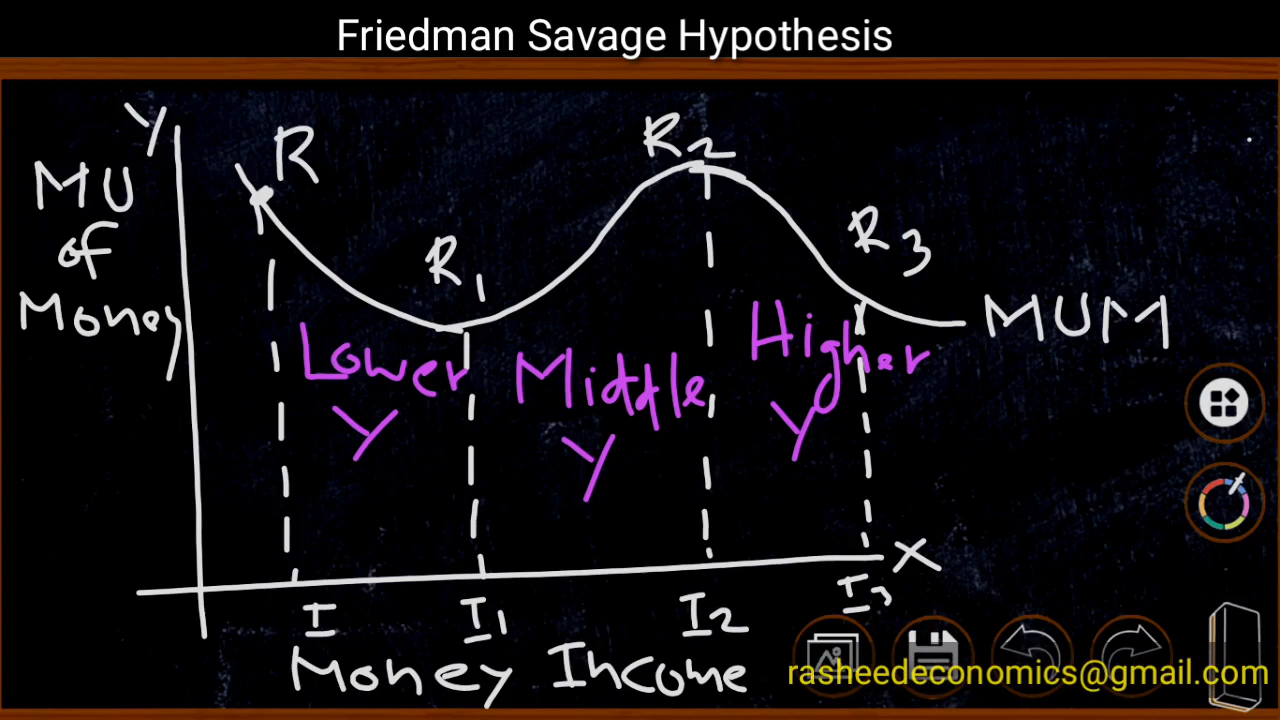 Friedman Savage Hypothesis
Y
MU
of
Money
R
R1
R2
R3
MUM
Lower
Y
Middle
Y
Higher
Y
X
I
I1
I2
I3
Money Income
rasheedeconomics@gmail.com